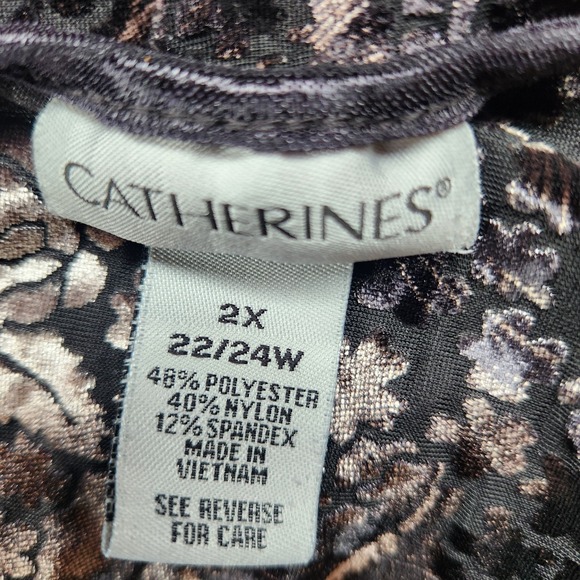 CATHERINES®
2X
22/24W
48% POLYESTER
40% NYLON
12% SPANDEX
MADE IN
VIETNAM
SEE REVERSE
FOR CARE